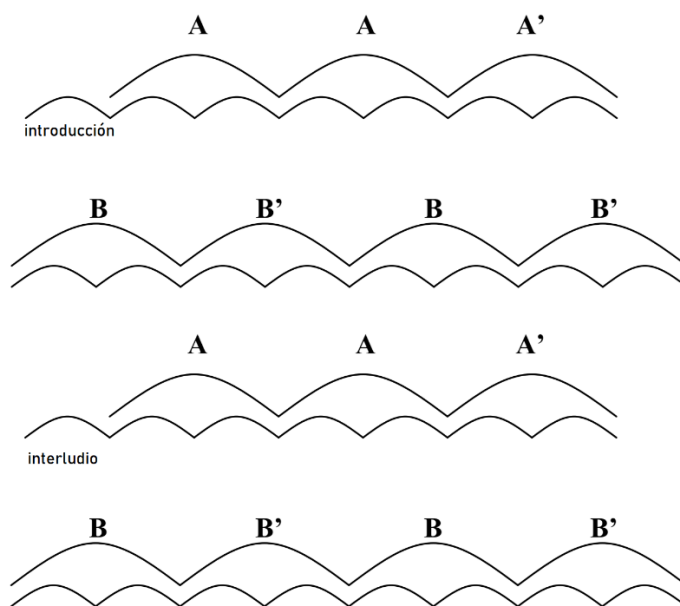 A A A’
introducción
B B’ B B’
A A A’
interludio
B B’ B B’